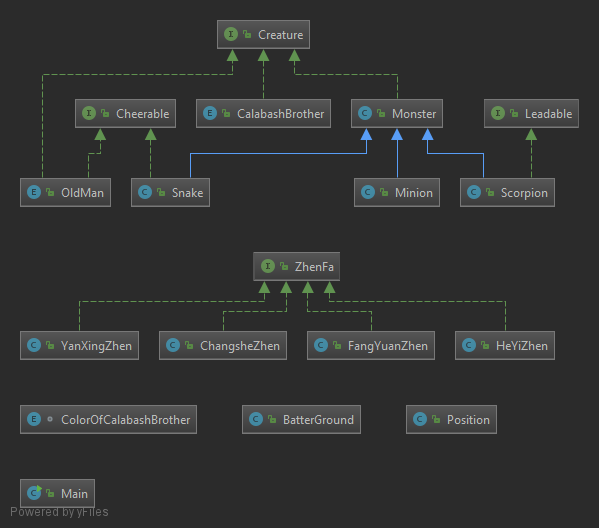 I Creature
I Cheerable
E CalabashBrother
C Monster
I Leadable
E OldMan
C Snake
C Minion
C Scorpion
I ZhenFa
C YanXingZhen
C ChangsheZhen
C FangYuanZhen
C HeYiZhen
E ColorOfCalabashBrother
C BatterGround
C Position
C Main
Powered by yFiles